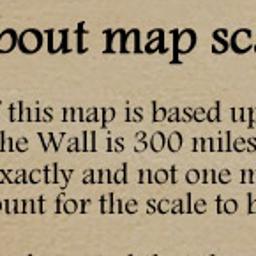 bout map sc
this map is based up
he Wall is 300 miles
xactly and not one m
unt for the scale to b